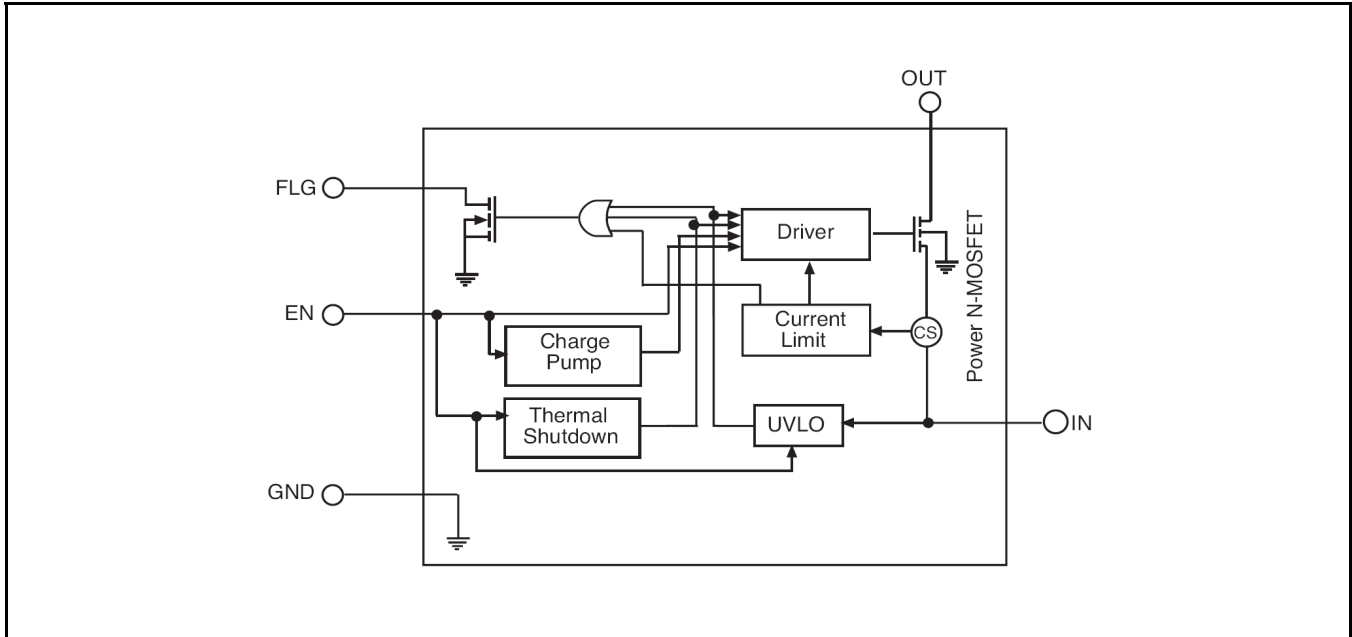 OUT
FLG
Driver
Power N-MOSFET
EN
Current
Limit
CS
Charge
Pump
Thermal
Shutdown
UVLO
IN
GND